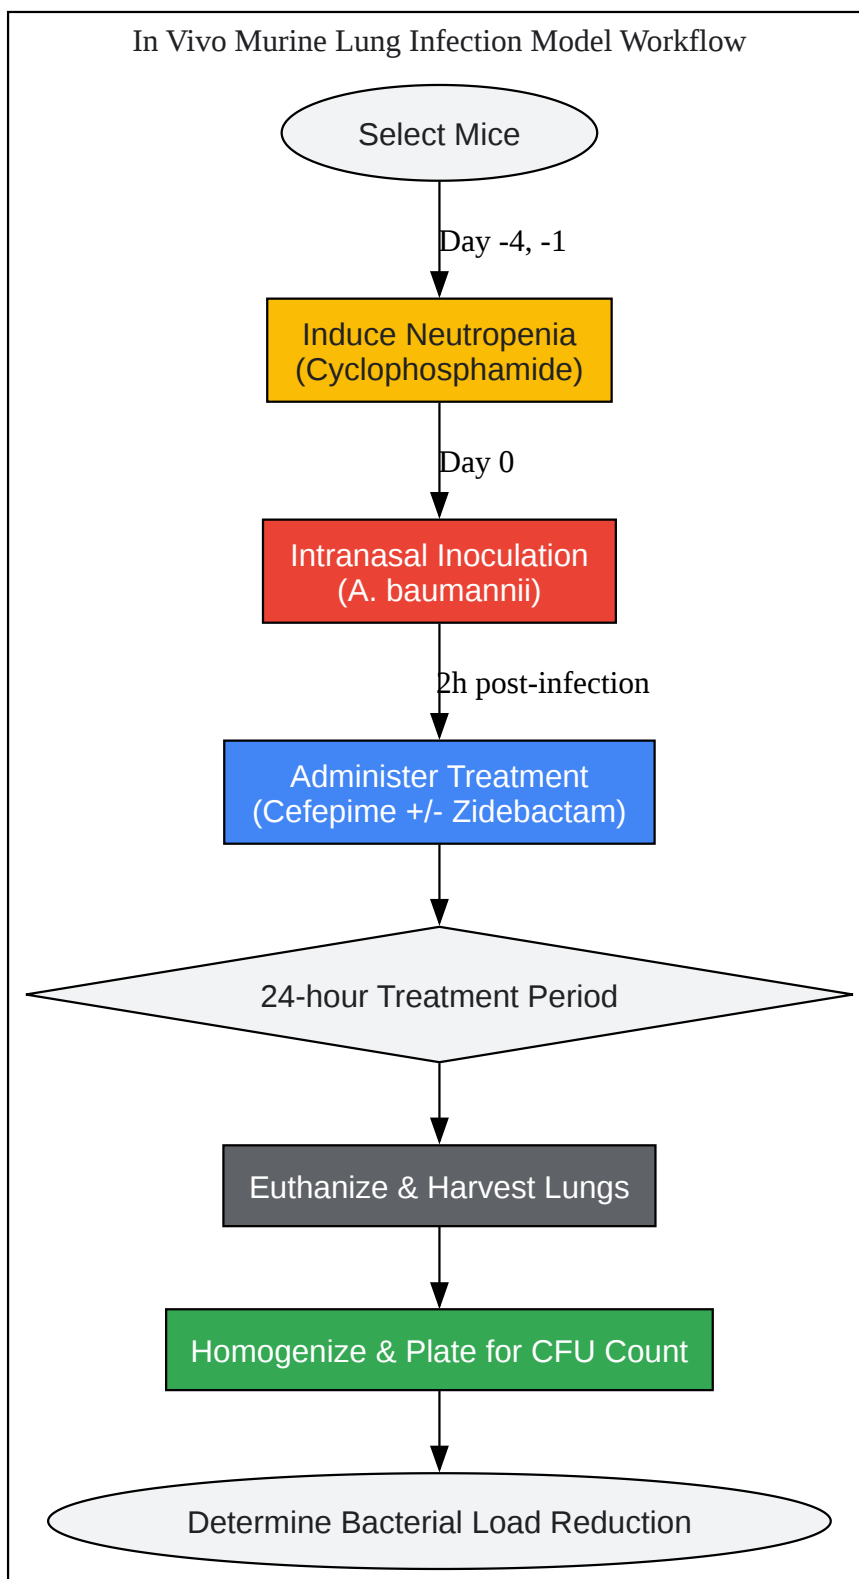 In Vivo Murine Lung Infection Model Workflow
Select Mice
Day -4, -1
Induce Neutropenia
(Cyclophosphamide)
Day 0
Intranasal Inoculation
(A. baumannii)
2h post-infection
Administer Treatment
(Cefepime +/- Zidebactam)
24-hour Treatment Period
Euthanize & Harvest Lungs
Homogenize & Plate for CFU Count
Determine Bacterial Load Reduction